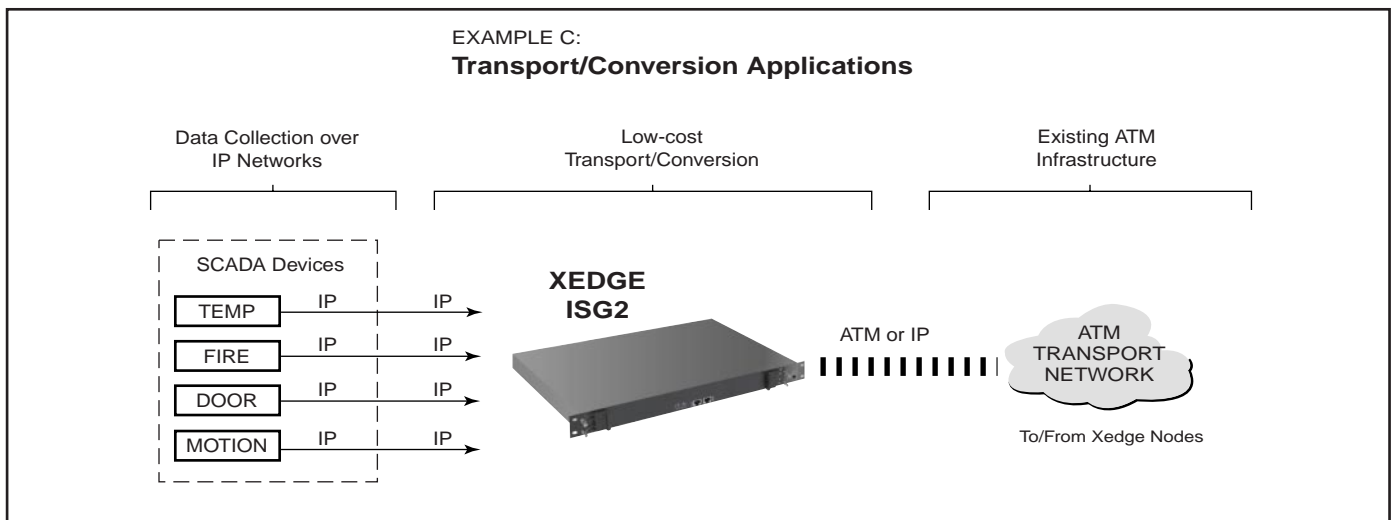 EXAMPLE C:
Transport/Conversion Applications
Data Collection over
IP Networks
Low-cost
Transport/Conversion
Existing ATM
Infrastructure
SCADA Devices
TEMP IP IP
FIRE IP IP
DOOR IP IP
MOTION IP IP
XEDGE
ISG2
ATM or IP
ATM
TRANSPORT
NETWORK
To/From Xedge Nodes